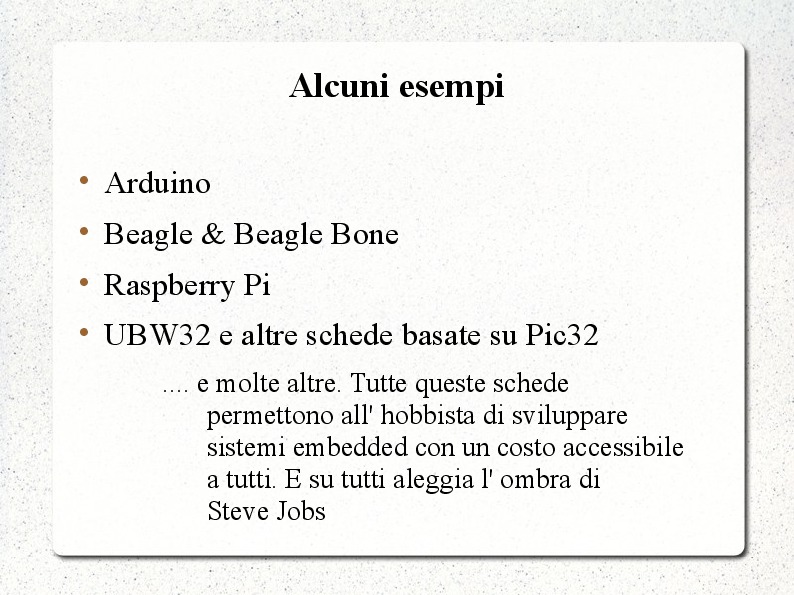 Alcuni esempi
Arduino
Beagle & Beagle Bone
Raspberry Pi
UBW32 e altre schede basate su Pic32
.... e molte altre. Tutte queste schede
permettono all' hobbista di sviluppare
sistemi embedded con un costo accessibile
a tutti. E su tutti aleggia l' ombra di
Steve Jobs